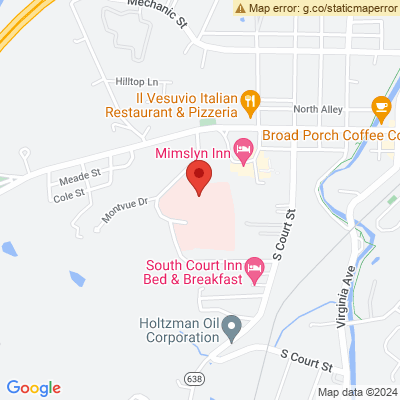 Map error: g.co/staticmaperror
Mechanic St
Hilltop Ln
Il Vesuvio Italian
Restaurant & Pizzeria
North Alley
Broad Porch Coffee Co
Mimslyn Inn
Meade St
Cole St
Montvue Dr
S Court St
South Court Inn
Bed & Breakfast
Virginia Ave
Holtzman Oil
Corporation
S Court St
638
Google
Map data ©2024